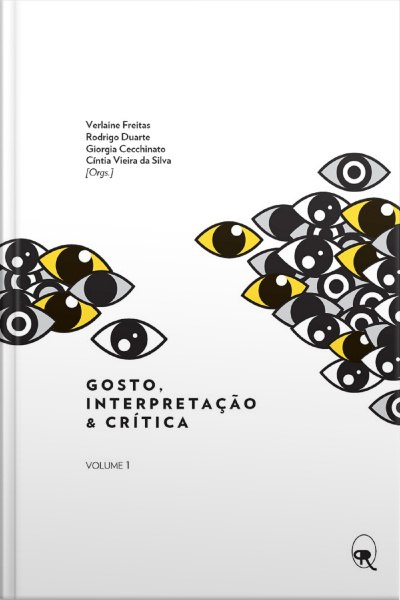 Verlaine Freitas
Rodrigo Duarte
Giorgia Cecchinato
Cíntia Vieira da Silva
[Orgs.]
GOSTO,
INTERPRETAÇÃO
& CRÍTICA
VOLUME 1